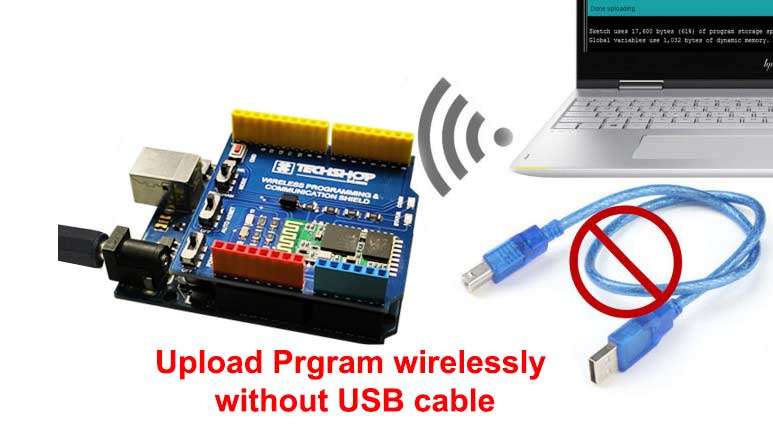 Done uploading.
Sketch uses 17,600 bytes (61%) of program storage sp
Global variables use 1,032 bytes of dynamic memory.
TECHSHOP
WIRELESS PROGRAMMING &
COMMUNICATION SHIELD
Upload Prgram wirelessly
without USB cable